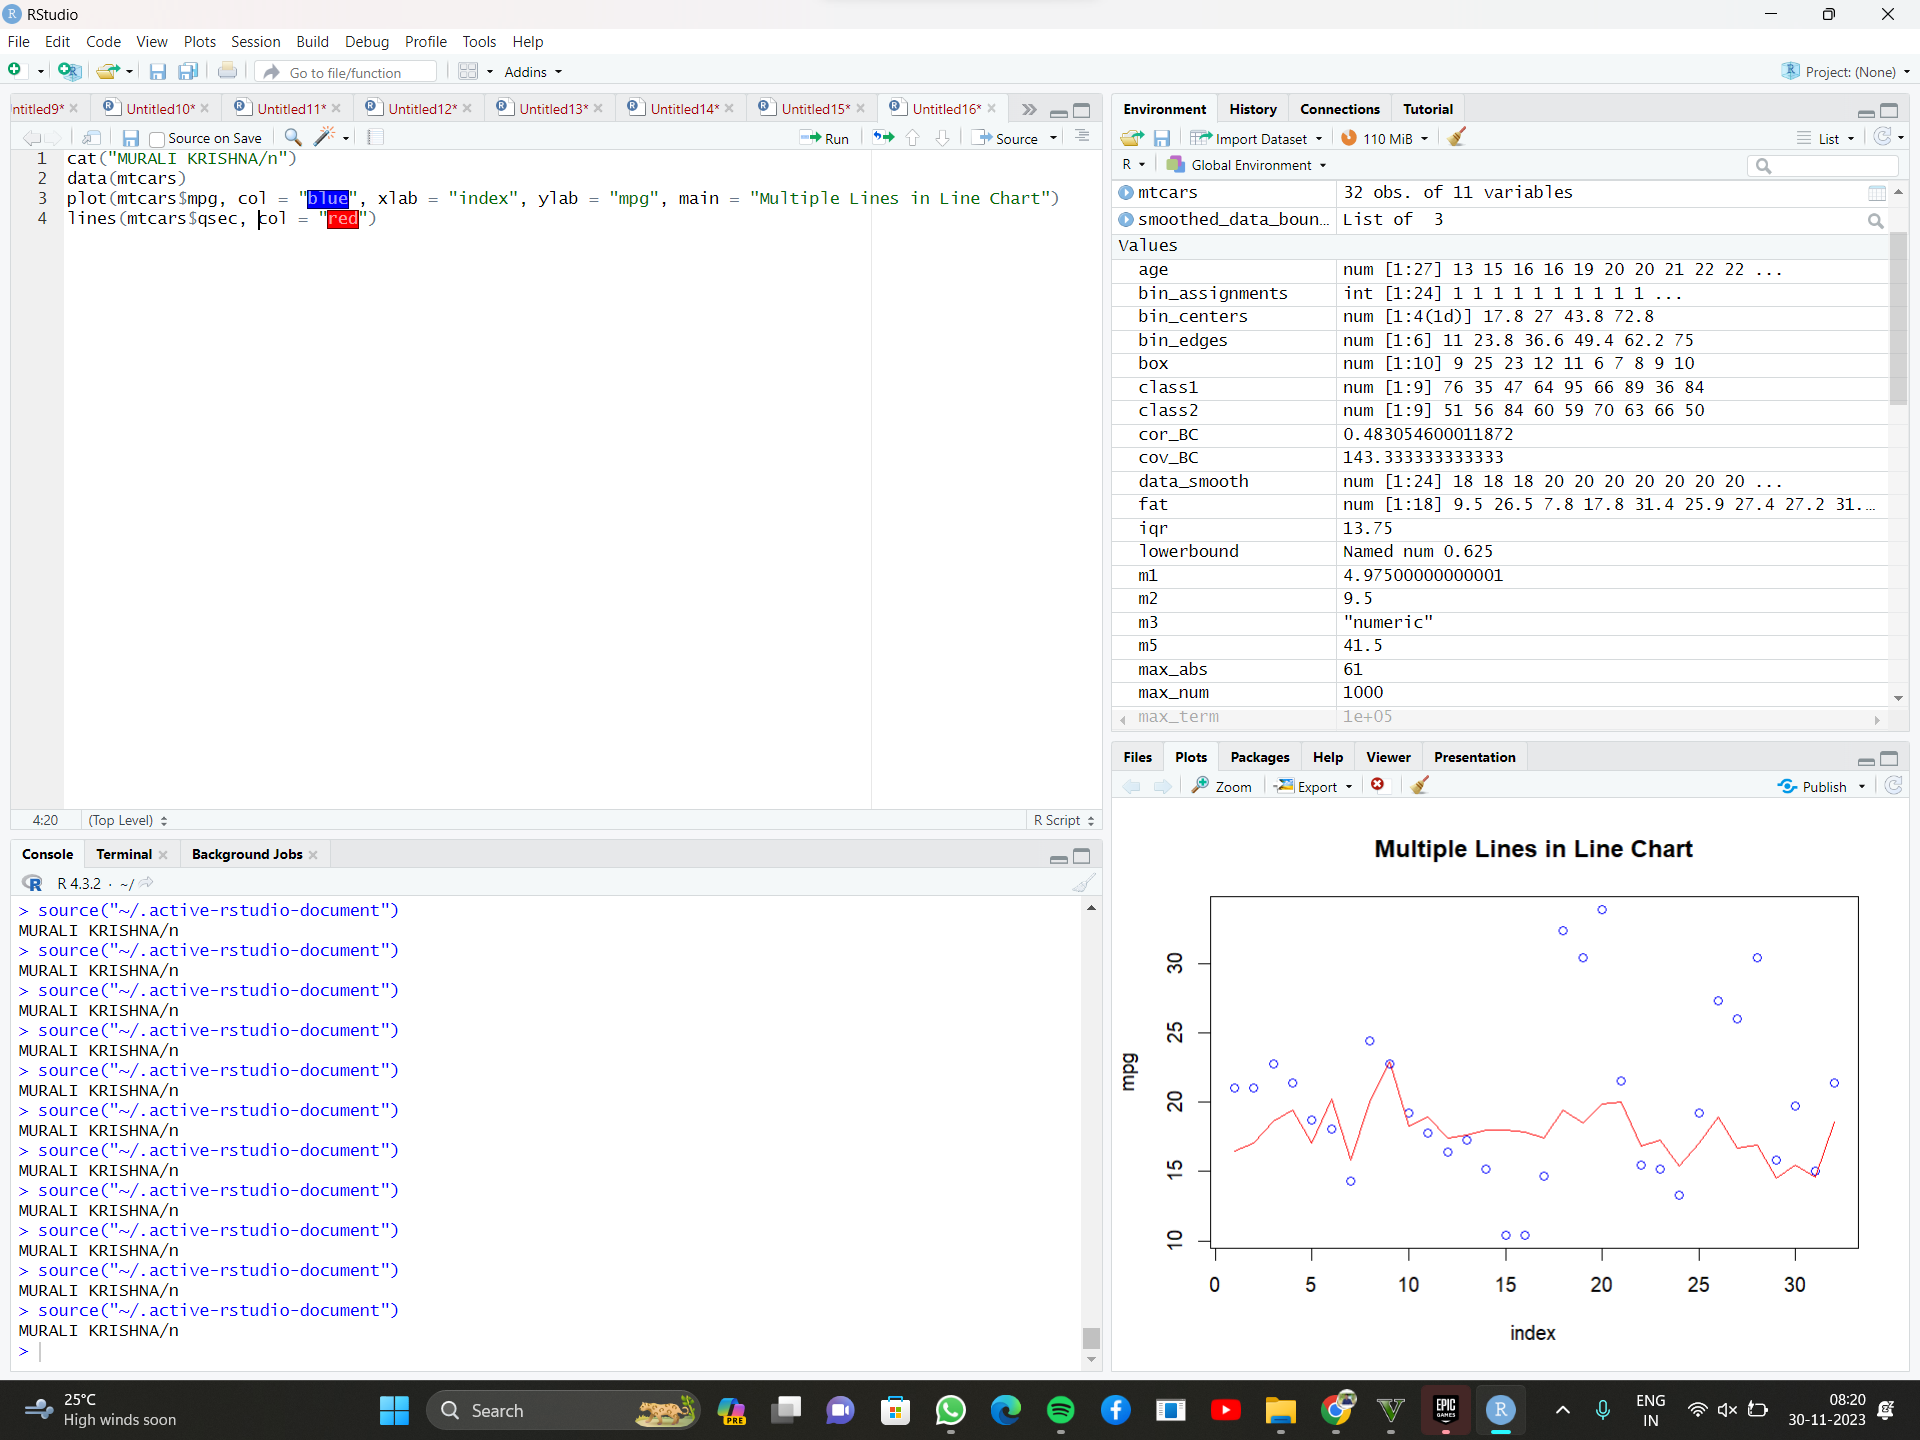 RStudio
File Edit Code View Plots Session Build Debug Profile Tools Help
Go to file/function Addins Project: (None)
ntitled9* Untitled10* Untitled11* Untitled12* Untitled13* Untitled14* Untitled15* Untitled16*
Source on Save Run Source
1 cat("MURALI KRISHNA/n")
2 data(mtcars)
3 plot(mtcars$mpg, col = "blue", xlab = "index", ylab = "mpg", main = "Multiple Lines in Line Chart")
4 lines(mtcars$qsec, col = "red")
4:20 (Top Level) R Script
Console Terminal Background Jobs
R 4.3.2 · ~/
> source("~/.active-rstudio-document")
MURALI KRISHNA/n
> source("~/.active-rstudio-document")
MURALI KRISHNA/n
> source("~/.active-rstudio-document")
MURALI KRISHNA/n
> source("~/.active-rstudio-document")
MURALI KRISHNA/n
> source("~/.active-rstudio-document")
MURALI KRISHNA/n
> source("~/.active-rstudio-document")
MURALI KRISHNA/n
> source("~/.active-rstudio-document")
MURALI KRISHNA/n
> source("~/.active-rstudio-document")
MURALI KRISHNA/n
> source("~/.active-rstudio-document")
MURALI KRISHNA/n
> source("~/.active-rstudio-document")
MURALI KRISHNA/n
> source("~/.active-rstudio-document")
MURALI KRISHNA/n
>
Environment History Connections Tutorial
Import Dataset 110 MiB List
R Global Environment
mtcars 32 obs. of 11 variables
smoothed_data_boun... List of 3
Values
age num [1:27] 13 15 16 16 19 20 20 21 22 22 ...
bin_assignments int [1:24] 1 1 1 1 1 1 1 1 1 1 ...
bin_centers num [1:4(1d)] 17.8 27 43.8 72.8
bin_edges num [1:6] 11 23.8 36.6 49.4 62.2 75
box num [1:10] 9 25 23 12 11 6 7 8 9 10
class1 num [1:9] 76 35 47 64 95 66 89 36 84
class2 num [1:9] 51 56 84 60 59 70 63 66 50
cor_BC 0.483054600011872
cov_BC 143.333333333333
data_smooth num [1:24] 18 18 18 20 20 20 20 20 20 20 ...
fat num [1:18] 9.5 26.5 7.8 17.8 31.4 25.9 27.4 27.2 31....
iqr 13.75
lowerbound Named num 0.625
m1 4.97500000000001
m2 9.5
m3 "numeric"
m5 41.5
max_abs 61
max_num 1000
max_term 1e+05
Files Plots Packages Help Viewer Presentation
Zoom Export Publish
Multiple Lines in Line Chart
30
25
20
15
10
mpg
0 5 10 15 20 25 30
index
25°C
High winds soon
Search
PRE
EPIC GAMES
ENG
IN
08:20
30-11-2023